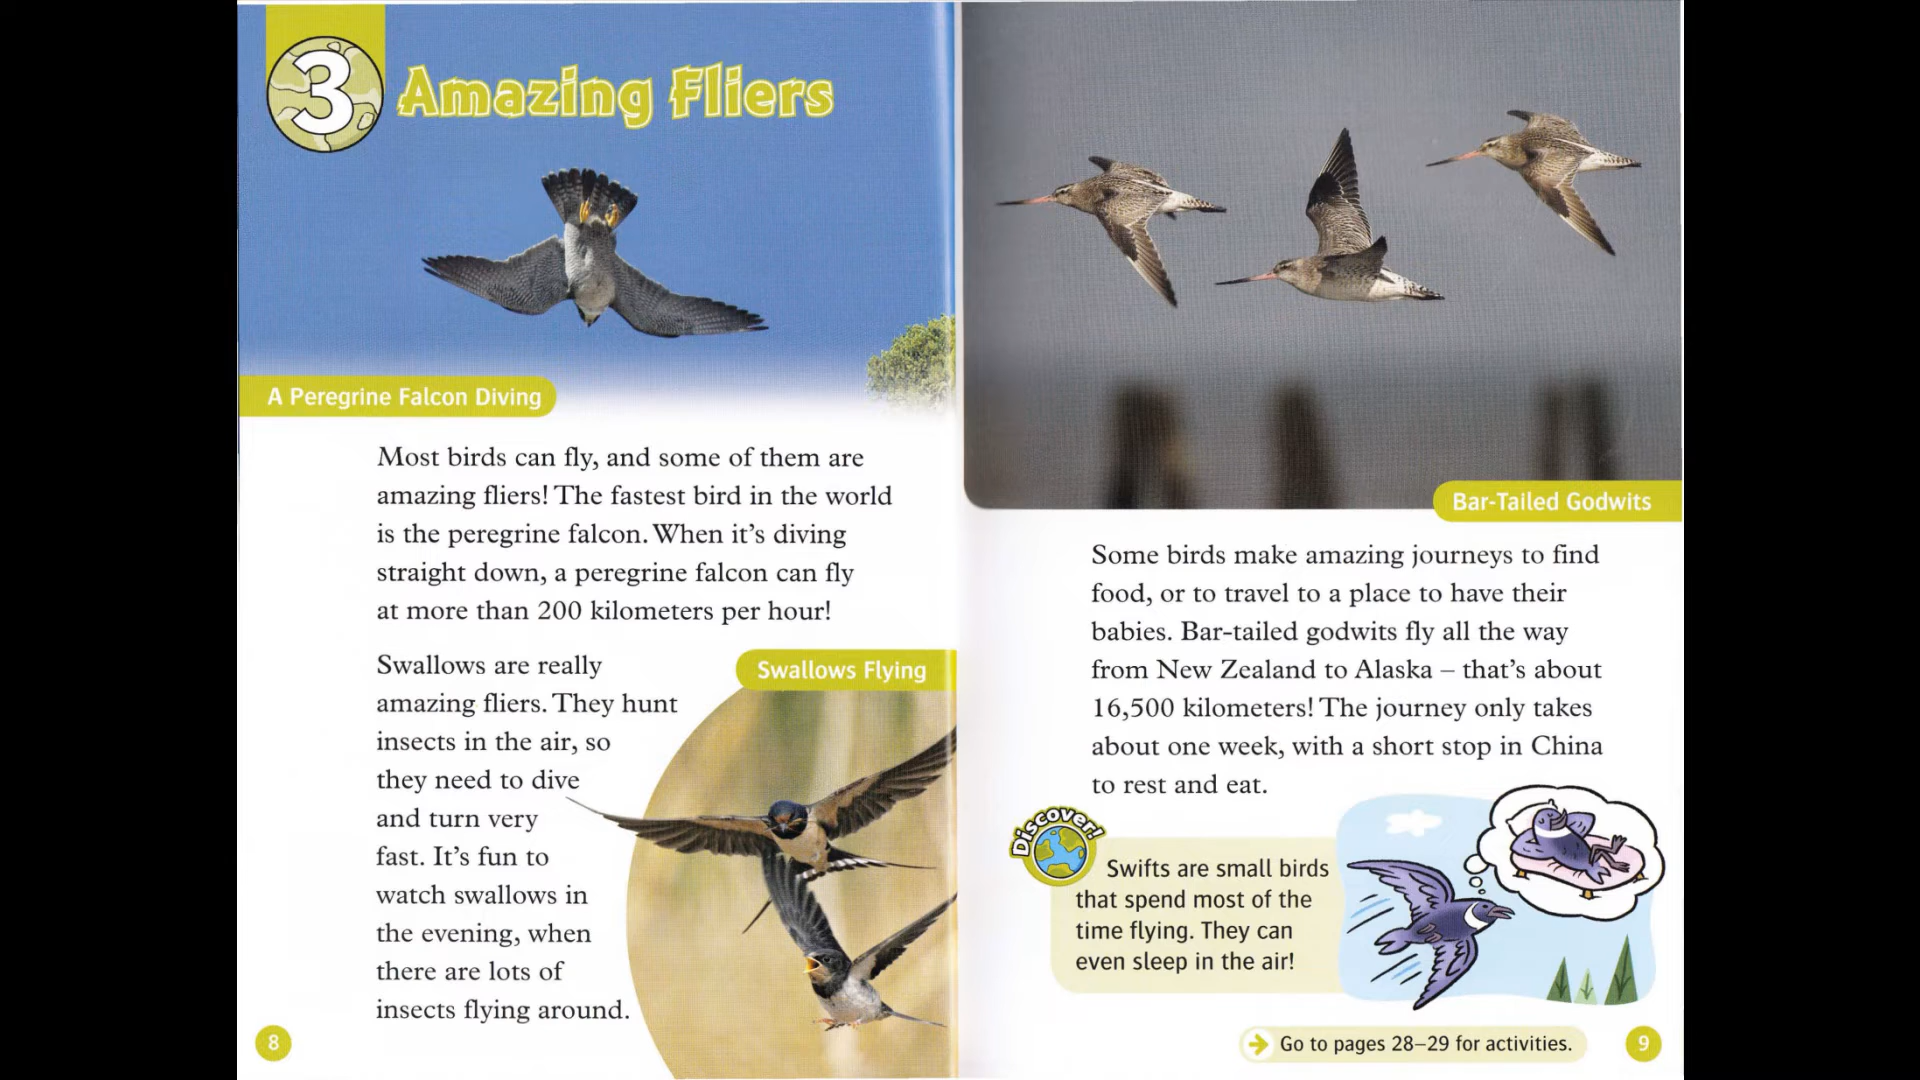 3
Amazing Fliers
A Peregrine Falcon Diving
Most birds can fly, and some of them are
amazing fliers! The fastest bird in the world
is the peregrine falcon. When it's diving
straight down, a peregrine falcon can fly
at more than 200 kilometers per hour!
Swallows are really
amazing fliers. They hunt
insects in the air, so
they need to dive
and turn very
fast. It's fun to
watch swallows in
the evening, when
there are lots of
insects flying around.
Swallows Flying
8
Bar-Tailed Godwits
Some birds make amazing journeys to find
food, or to travel to a place to have their
babies. Bar-tailed godwits fly all the way
from New Zealand to Alaska – that's about
16,500 kilometers! The journey only takes
about one week, with a short stop in China
to rest and eat.
Discover!
Swifts are small birds
that spend most of the
time flying. They can
even sleep in the air!
Go to pages 28–29 for activities.
9